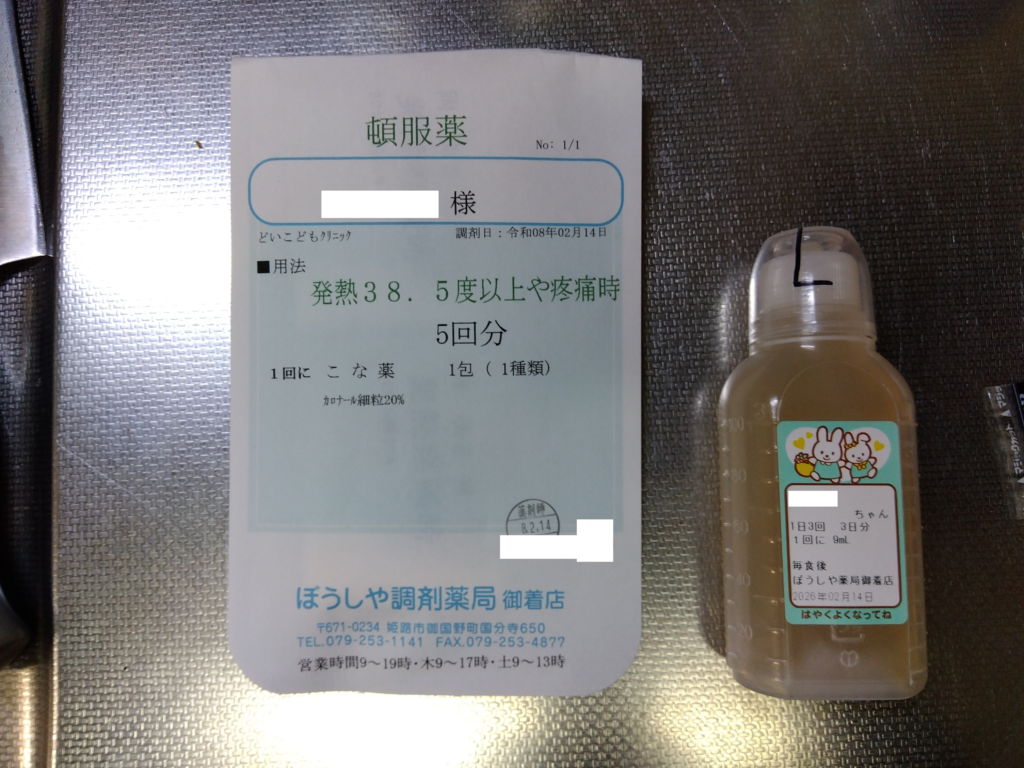 頓服薬
No: 1/1
様
どいこどもｸﾘﾆｯｸ
調剤日：令和08年02月14日
■用法
発熱３８．５度以上や疼痛時
5回分
１回に こな薬 1包（1種類）
ｶﾛﾅｰﾙ細粒20%
薬剤師
8.2.14
ぼうしや調剤薬局 御着店
〒671-0234 姫路市御国野町国分寺650
TEL.079-253-1141 FAX.079-253-4877
営業時間9～19時・木9～17時・土9～13時
ちゃん
1日3回 3日分
１回に 9mL
毎食後
ぼうしや薬局御着店
2026年02月14日
はやくよくなってね